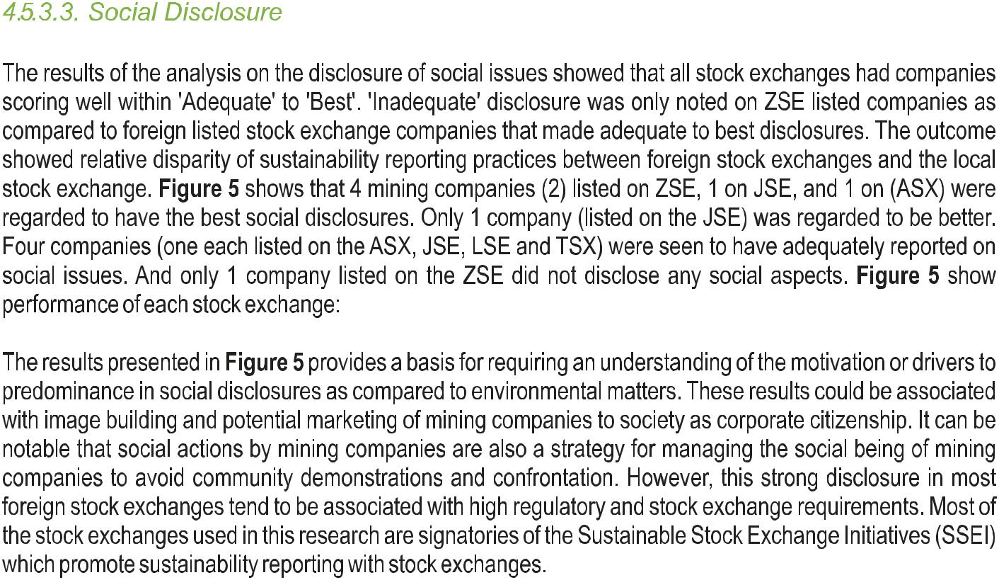 4.5.3.3. Social Disclosure
The results of the analysis on the disclosure of social issues showed that all stock exchanges had companies
scoring well within 'Adequate' to 'Best'. 'Inadequate' disclosure was only noted on ZSE listed companies as
compared to foreign listed stock exchange companies that made adequate to best disclosures. The outcome
showed relative disparity of sustainability reporting practices between foreign stock exchanges and the local
stock exchange. Figure 5 shows that 4 mining companies (2) listed on ZSE, 1 on JSE, and 1 on (ASX) were
regarded to have the best social disclosures. Only 1 company (listed on the JSE) was regarded to be better.
Four companies (one each listed on the ASX, JSE, LSE and TSX) were seen to have adequately reported on
social issues. And only 1 company listed on the ZSE did not disclose any social aspects. Figure 5 show
performance of each stock exchange:
The results presented in Figure 5 provides a basis for requiring an understanding of the motivation or drivers to
predominance in social disclosures as compared to environmental matters. These results could be associated
with image building and potential marketing of mining companies to society as corporate citizenship. It can be
notable that social actions by mining companies are also a strategy for managing the social being of mining
companies to avoid community demonstrations and confrontation. However, this strong disclosure in most
foreign stock exchanges tend to be associated with high regulatory and stock exchange requirements. Most of
the stock exchanges used in this research are signatories of the Sustainable Stock Exchange Initiatives (SSEI)
which promote sustainability reporting with stock exchanges.